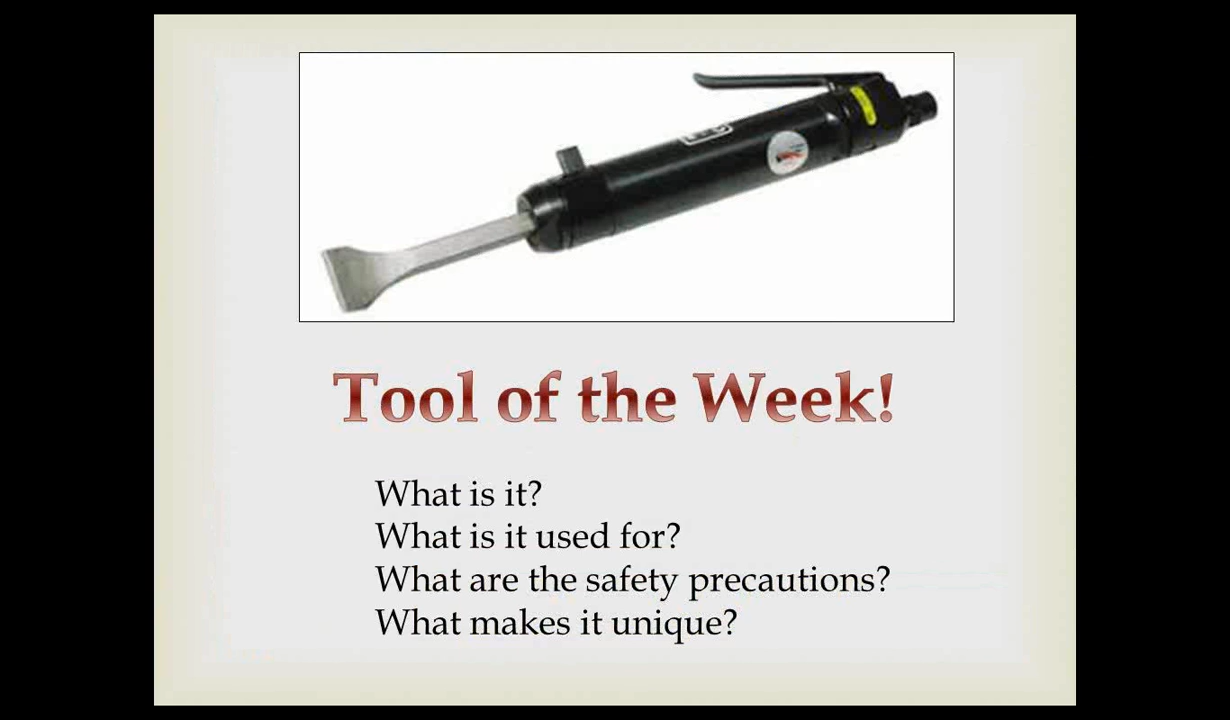 Tool of the Week!
What is it?
What is it used for?
What are the safety precautions?
What makes it unique?